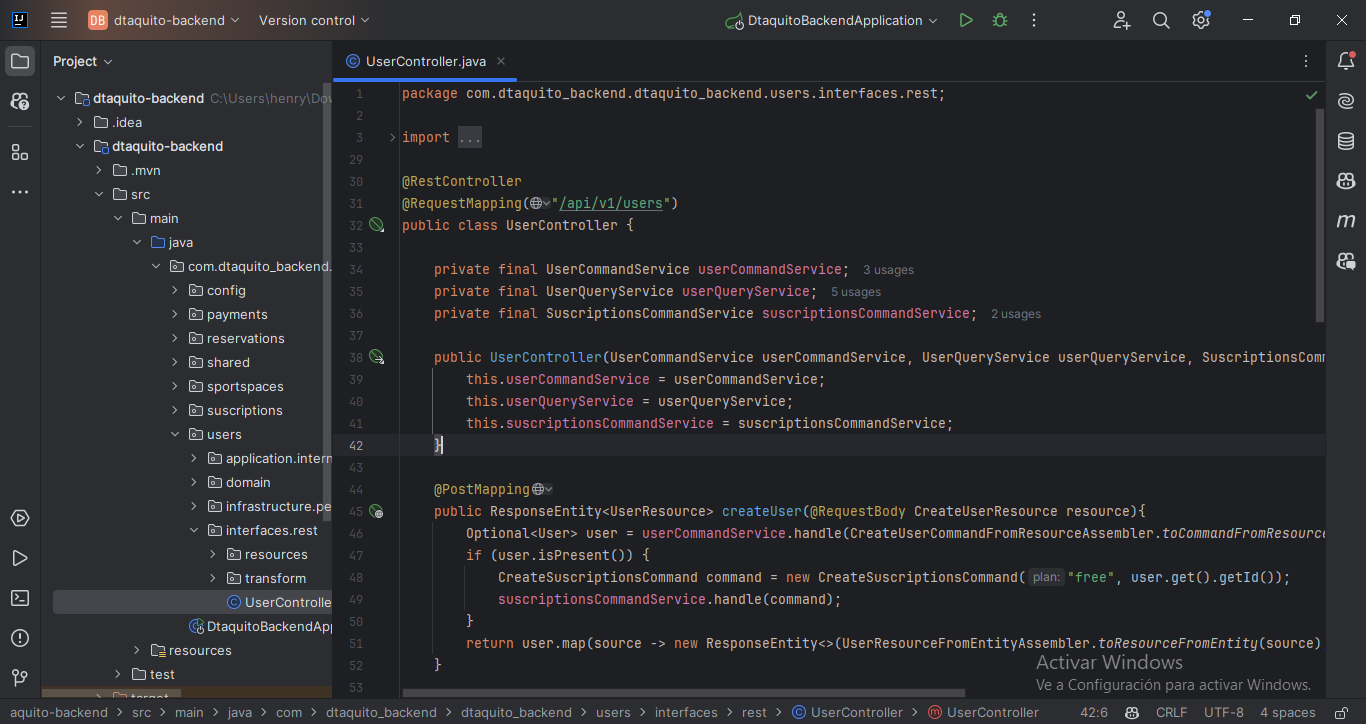 DB dtaquito-backend Version control DtaquitoBackendApplication
Project
UserController.java
dtaquito-backend C:\Users\henry\Do
.idea
dtaquito-backend
.mvn
src
main
java
com.dtaquito_backend.
config
payments
reservations
shared
sportspaces
suscriptions
users
application.intern
domain
infrastructure.pe
interfaces.rest
resources
transform
UserControlle
DtaquitoBackendApp
resources
test
target
1 package com.dtaquito_backend.dtaquito_backend.users.interfaces.rest;
2
3 import ...
29
30 @RestController
31 @RequestMapping("/api/v1/users")
32 public class UserController {
33
34 private final UserCommandService userCommandService; 3 usages
35 private final UserQueryService userQueryService; 5 usages
36 private final SuscriptionsCommandService suscriptionsCommandService; 2 usages
37
38 public UserController(UserCommandService userCommandService, UserQueryService userQueryService, SuscriptionsComm
39 this.userCommandService = userCommandService;
40 this.userQueryService = userQueryService;
41 this.suscriptionsCommandService = suscriptionsCommandService;
42 }
43
44 @PostMapping
45 public ResponseEntity<UserResource> createUser(@RequestBody CreateUserResource resource){
46 Optional<User> user = userCommandService.handle(CreateUserCommandFromResourceAssembler.toCommandFromResource
47 if (user.isPresent()) {
48 CreateSuscriptionsCommand command = new CreateSuscriptionsCommand( plan: "free", user.get().getId());
49 suscriptionsCommandService.handle(command);
50 }
51 return user.map(source -> new ResponseEntity<>(UserResourceFromEntityAssembler.toResourceFromEntity(source)
52 }
53
Activar Windows
Ve a Configuración para activar Windows.
aquito-backend > src > main > java > com > dtaquito_backend > dtaquito_backend > users > interfaces > rest > UserController > UserController 42:6 CRLF UTF-8 4 spaces